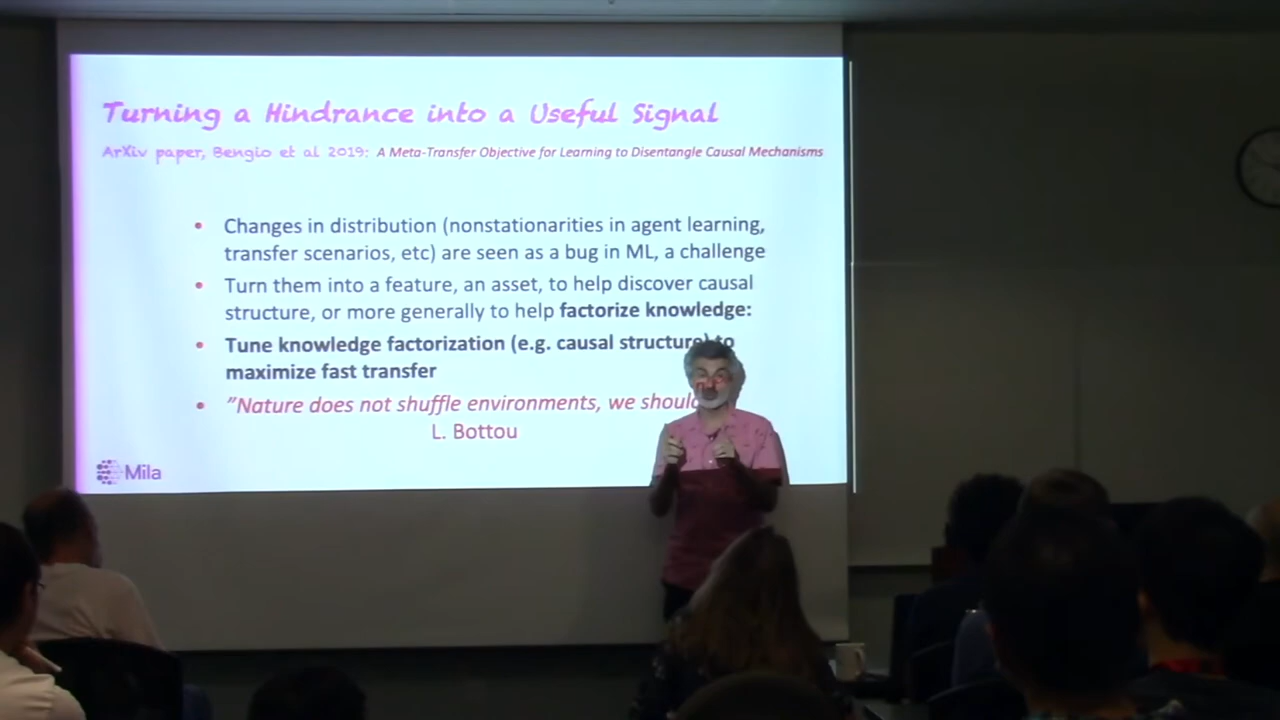 Turning a Hindrance into a Useful Signal
ArXiv paper, Bengio et al 2019: A Meta-Transfer Objective for Learning to Disentangle Causal Mechanisms
• Changes in distribution (nonstationarities in agent learning,
transfer scenarios, etc) are seen as a bug in ML, a challenge
• Turn them into a feature, an asset, to help discover causal
structure, or more generally to help factorize knowledge:
• Tune knowledge factorization (e.g. causal structure) to
maximize fast transfer
• "Nature does not shuffle environments, we
L. Bottou
Mila